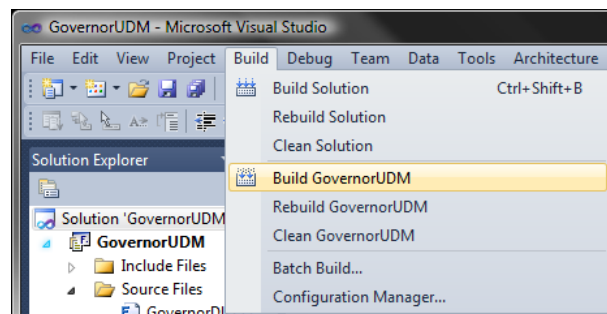 GovernorUDM - Microsoft Visual Studio
File Edit View Project Build Debug Team Data Tools Architecture
Build Solution Ctrl+Shift+B
Rebuild Solution
Clean Solution
Solution Explorer
Build GovernorUDM
Rebuild GovernorUDM
Clean GovernorUDM
Batch Build...
Configuration Manager...
Solution 'GovernorUDM
GovernorUDM
Include Files
Source Files